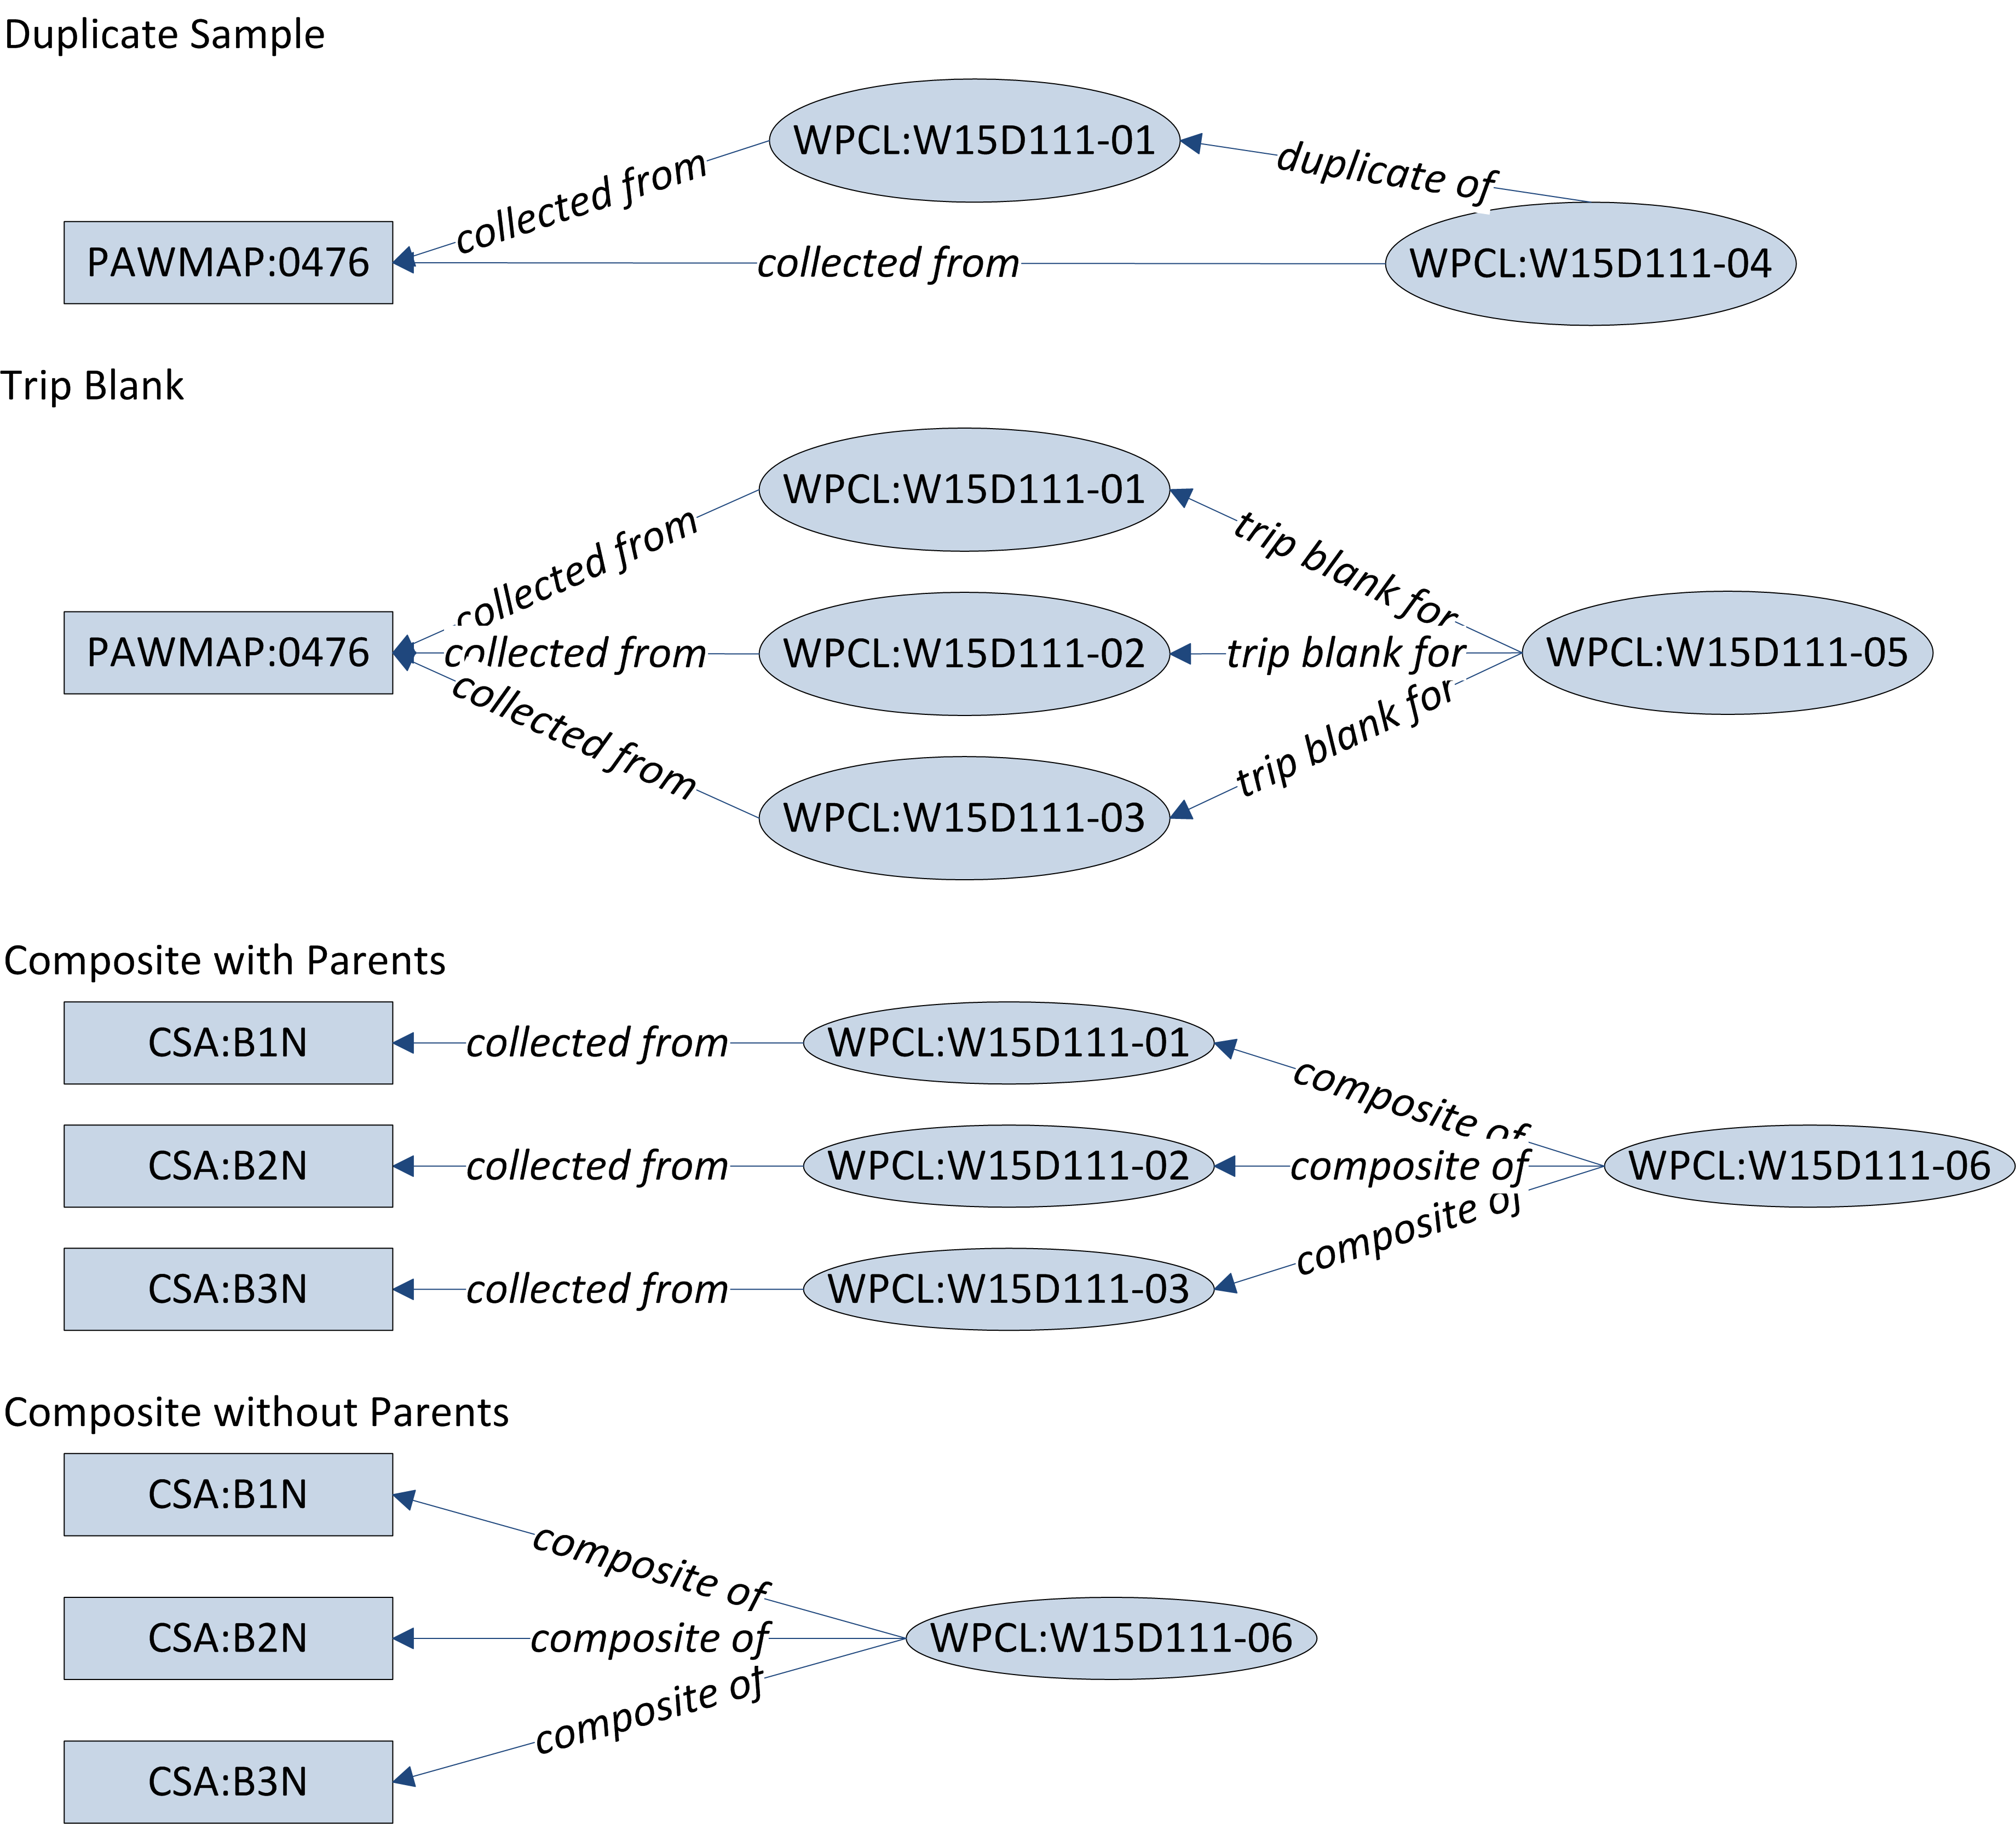 Duplicate Sample
WPCL:W15D111-01
duplicate of
collected from
PAWMAP:0476
collected from
WPCL:W15D111-04
Trip Blank
WPCL:W15D111-01
collected from
trip blank for
PAWMAP:0476
collected from
WPCL:W15D111-02
trip blank for
WPCL:W15D111-05
collected from
trip blank for
WPCL:W15D111-03
Composite with Parents
CSA:B1N
collected from
WPCL:W15D111-01
composite of
CSA:B2N
collected from
WPCL:W15D111-02
composite of
WPCL:W15D111-06
composite of
CSA:B3N
collected from
WPCL:W15D111-03
Composite without Parents
CSA:B1N
composite of
CSA:B2N
composite of
WPCL:W15D111-06
composite of
CSA:B3N